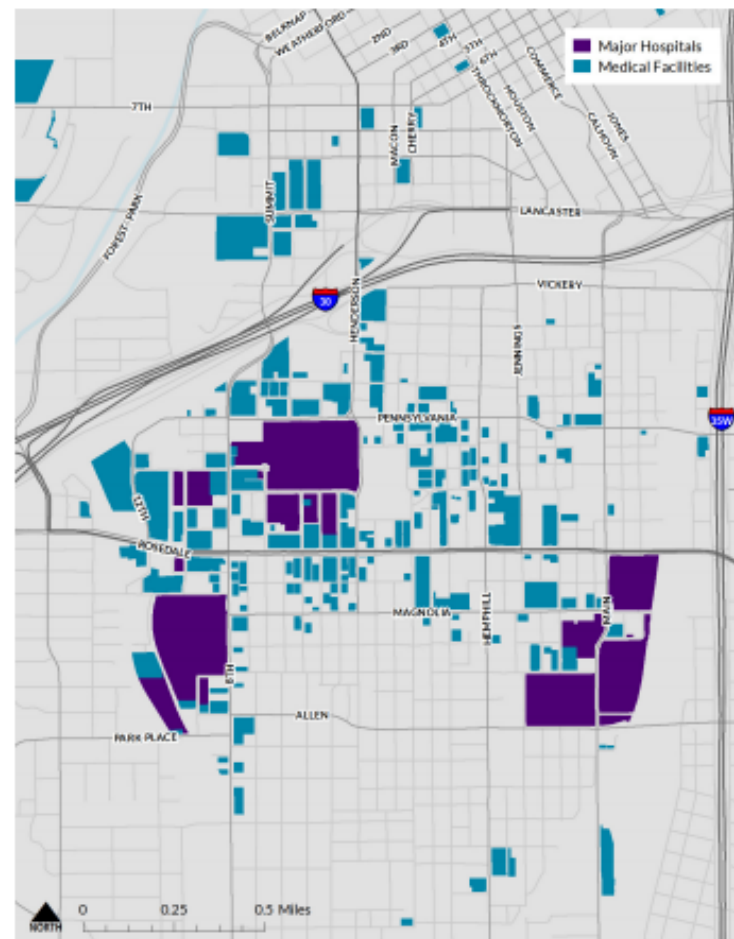 BELKNAP
WEATHERFORD
2ND
3RD
4TH
5TH
6TH
Major Hospitals
Medical Facilities
COMMERCE
HOUSTON
THROCKMORTON
JONES
CALHOUN
7TH
MACON
CHERRY
SUMMIT
FOREST PARK
LANCASTER
VICKERY
30
HENDERSON
JENNINGS
PENNSYLVANIA
35W
12TH
ROSEDALE
MAGNOLIA
HEMPHILL
MAIN
8TH
ALLEN
PARK PLACE
NORTH
0 0.25 0.5 Miles